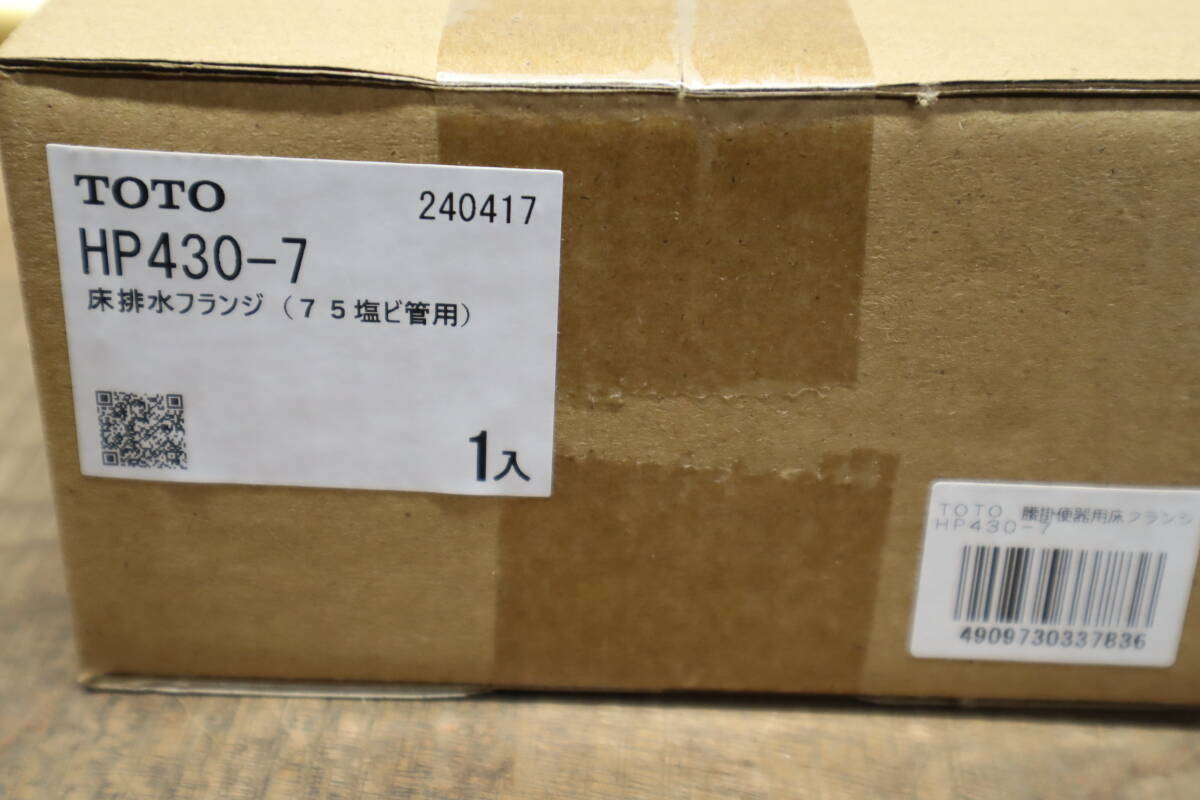 TOTO 240417
HP430-7
床排水フランジ（75塩ビ管用）
1入
TOTO 腰掛便器用床フランジ
HP430-7
4909730337836